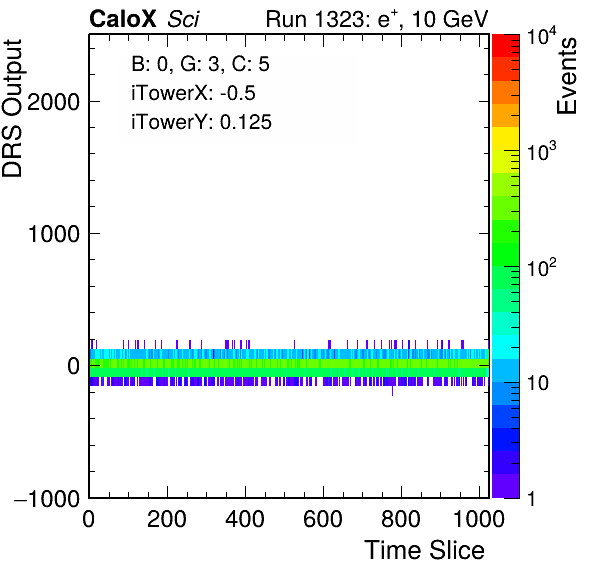 CaloX Sci Run 1323: e⁺, 10 GeV
B: 0, G: 3, C: 5
iTowerX: -0.5
iTowerY: 0.125
DRS Output
2000
1000
0
−1000
0 200 400 600 800 1000
Time Slice
Events
10⁴
10³
10²
10
1